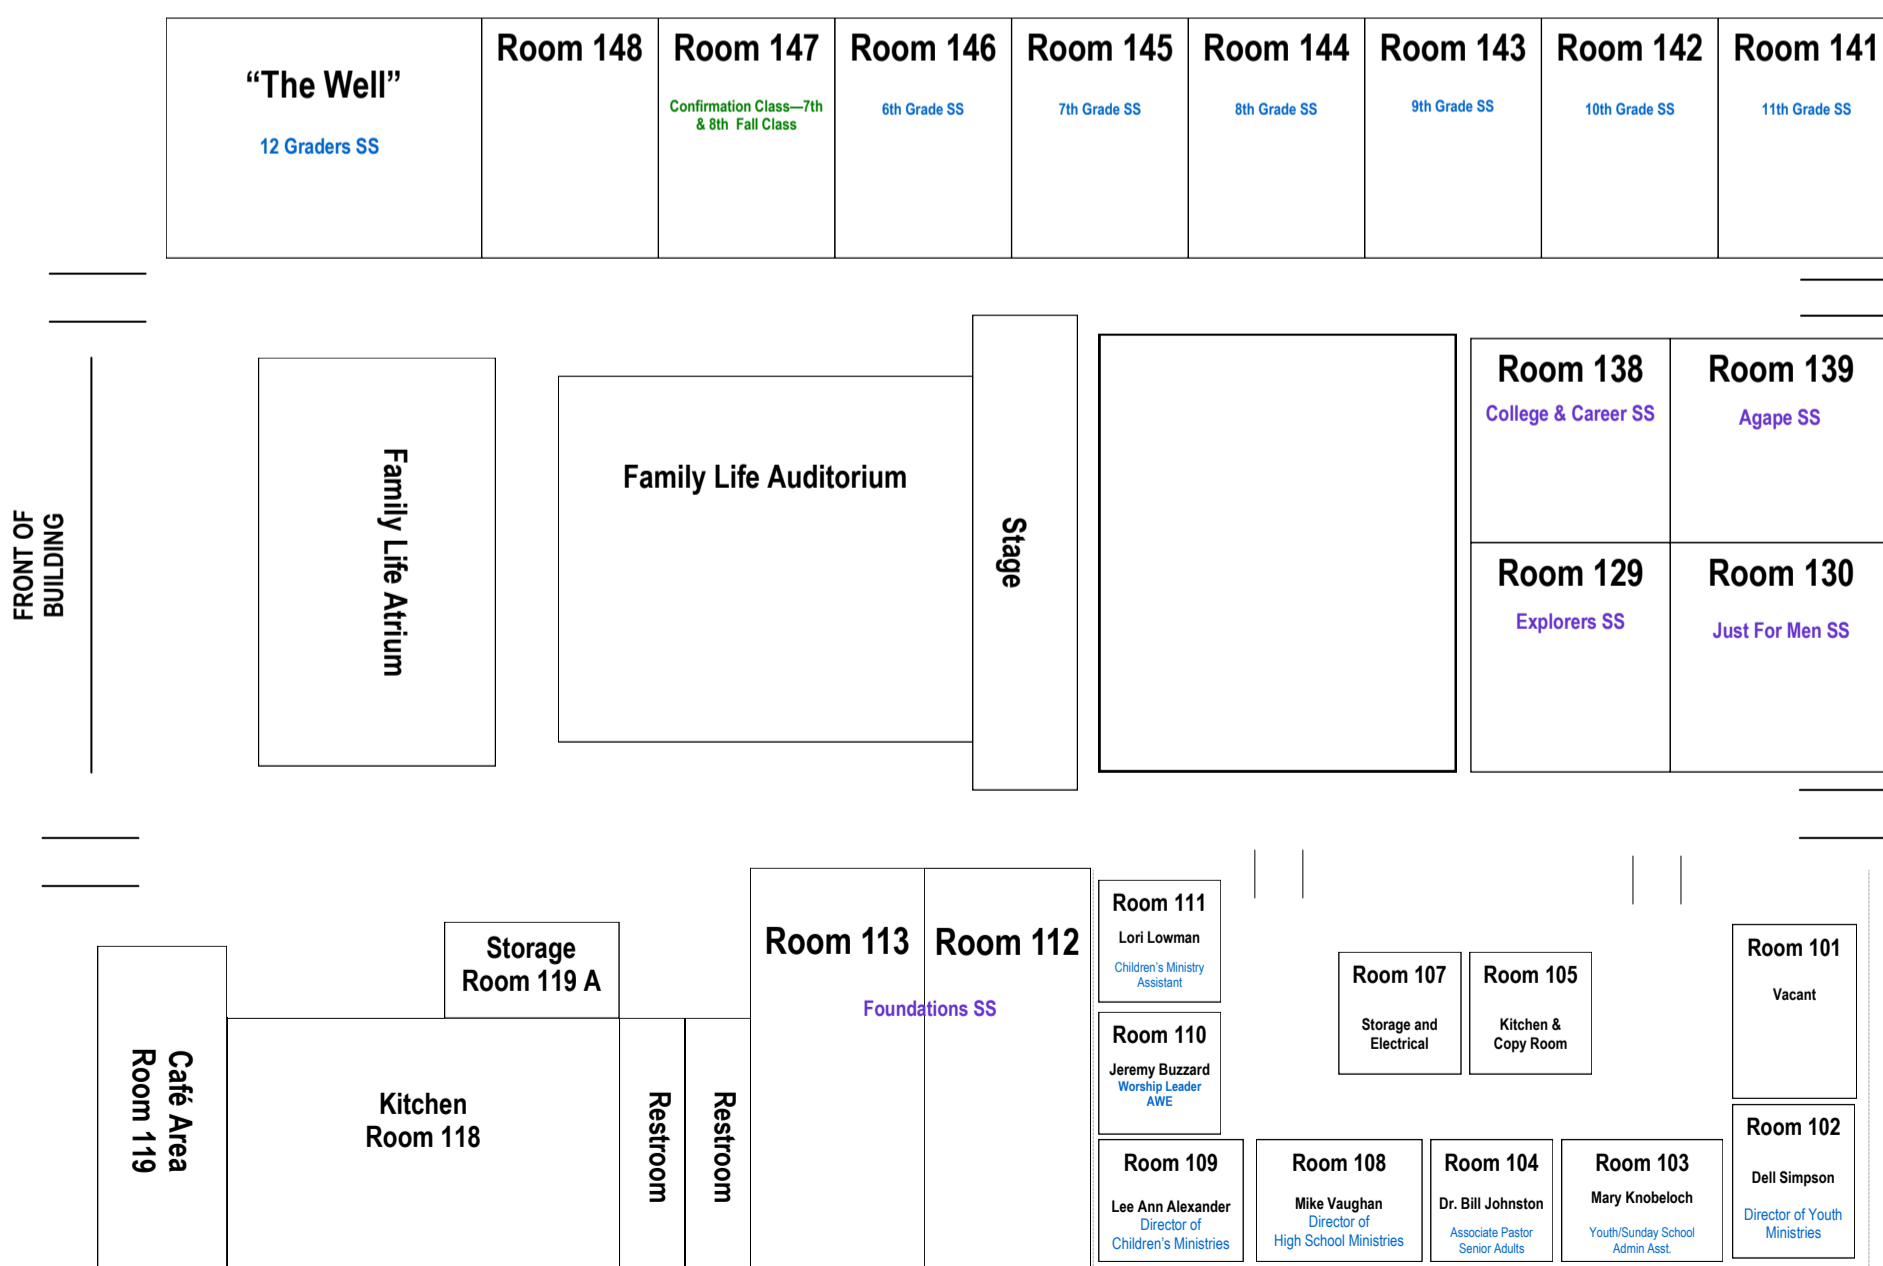 “The Well”
12 Graders SS
Room 148
Room 147
Confirmation Class—7th
& 8th  Fall Class
Room 146
6th Grade SS
Room 145
7th Grade SS
Room 144
8th Grade SS
Room 143
9th Grade SS
Room 142
10th Grade SS
Room 141
11th Grade SS
FRONT OF
BUILDING
Family Life Atrium
Family Life Auditorium
Stage
Room 138
College & Career SS
Room 139
Agape SS
Room 129
Explorers SS
Room 130
Just For Men SS
Café Area
Room 119
Storage
Room 119 A
Kitchen
Room 118
Restroom
Restroom
Room 113
Room 112
Foundations SS
Room 111
Lori Lowman
Children’s Ministry
Assistant
Room 110
Jeremy Buzzard
Worship Leader
AWE
Room 109
Lee Ann Alexander
Director of
Children’s Ministries
Room 108
Mike Vaughan
Director of
High School Ministries
Room 107
Storage and
Electrical
Room 105
Kitchen &
Copy Room
Room 104
Dr. Bill Johnston
Associate Pastor
Senior Adults
Room 103
Mary Knobeloch
Youth/Sunday School
Admin Asst.
Room 101
Vacant
Room 102
Dell Simpson
Director of Youth
Ministries